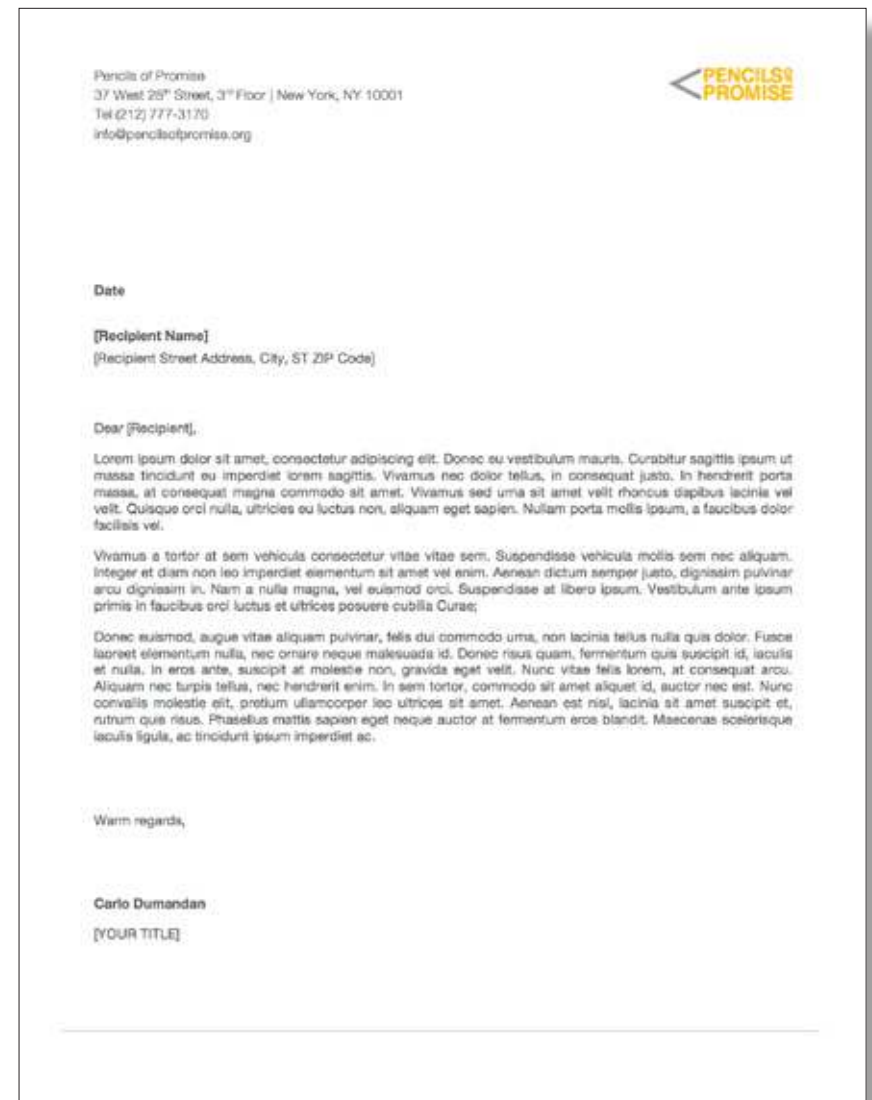 Pencils of Promise
37 West 28th Street, 3rd Floor | New York, NY 10001
Tel (212) 777-3170
info@pencilsofpromise.org
PENCILS OF
PROMISE
Date
[Recipient Name]
[Recipient Street Address, City, ST ZIP Code]
Dear [Recipient],
Lorem ipsum dolor sit amet, consectetur adipiscing elit. Donec eu vestibulum mauris. Curabitur sagittis ipsum ut
massa tincidunt eu imperdiet lorem sagittis. Vivamus nec dolor tellus, in consequat justo. In hendrerit porta
massa, at consequat magna commodo sit amet. Vivamus sed urna sit amet velit rhoncus dapibus lacinia vel
velit. Quisque orci nulla, ultricies eu luctus non, aliquam eget sapien. Nullam porta mollis ipsum, a faucibus dolor
facilisis vel.
Vivamus a tortor at sem vehicula consectetur vitae vitae sem. Suspendisse vehicula mollis sem nec aliquam.
Integer et diam non leo imperdiet elementum sit amet vel enim. Aenean dictum semper justo, dignissim pulvinar
arcu dignissim in. Nam a nulla magna, vel euismod orci. Suspendisse at libero ipsum. Vestibulum ante ipsum
primis in faucibus orci luctus et ultrices posuere cubilia Curae;
Donec euismod, augue vitae aliquam pulvinar, felis dui commodo urna, non lacinia tellus nulla quis dolor. Fusce
laoreet elementum nulla, nec ornare neque malesuada id. Donec risus quam, fermentum quis suscipit id, iaculis
et nulla. In eros ante, suscipit at molestie non, gravida eget velit. Nunc vitae felis lorem, at consequat arcu.
Aliquam nec turpis tellus, nec hendrerit enim. In sem tortor, commodo sit amet aliquet id, auctor nec est. Nunc
convallis molestie elit, pretium ullamcorper leo ultrices sit amet. Aenean est nisl, lacinia sit amet suscipit et,
rutrum quis risus. Phasellus mattis sapien eget neque auctor at fermentum eros blandit. Maecenas scelerisque
iaculis ligula, ac tincidunt ipsum imperdiet ac.
Warm regards,
Carlo Dumandan
[YOUR TITLE]